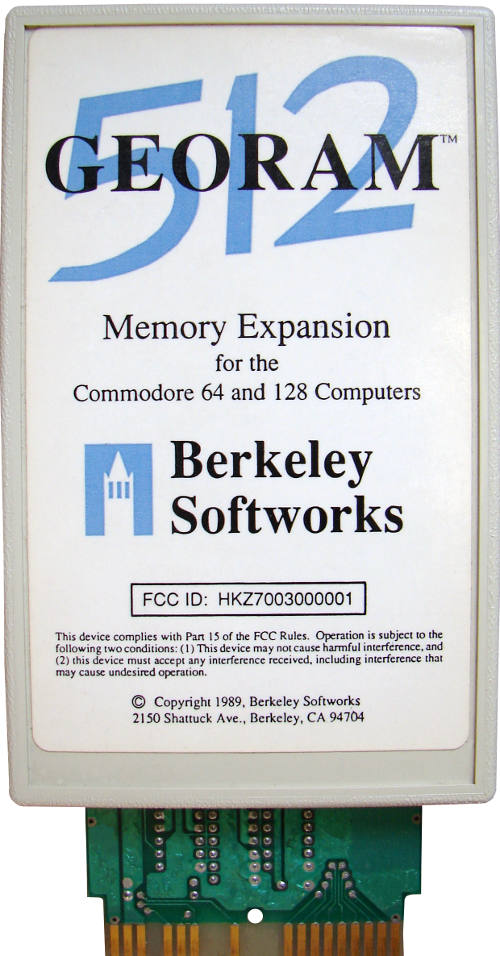 512
GEORAM™
Memory Expansion
for the
Commodore 64 and 128 Computers
Berkeley
Softworks
FCC ID: HKZ7003000001
This device complies with Part 15 of the FCC Rules. Operation is subject to the
following two conditions: (1) This device may not cause harmful interference, and
(2) this device must accept any interference received, including interference that
may cause undesired operation.
© Copyright 1989, Berkeley Softworks
2150 Shattuck Ave., Berkeley, CA 94704